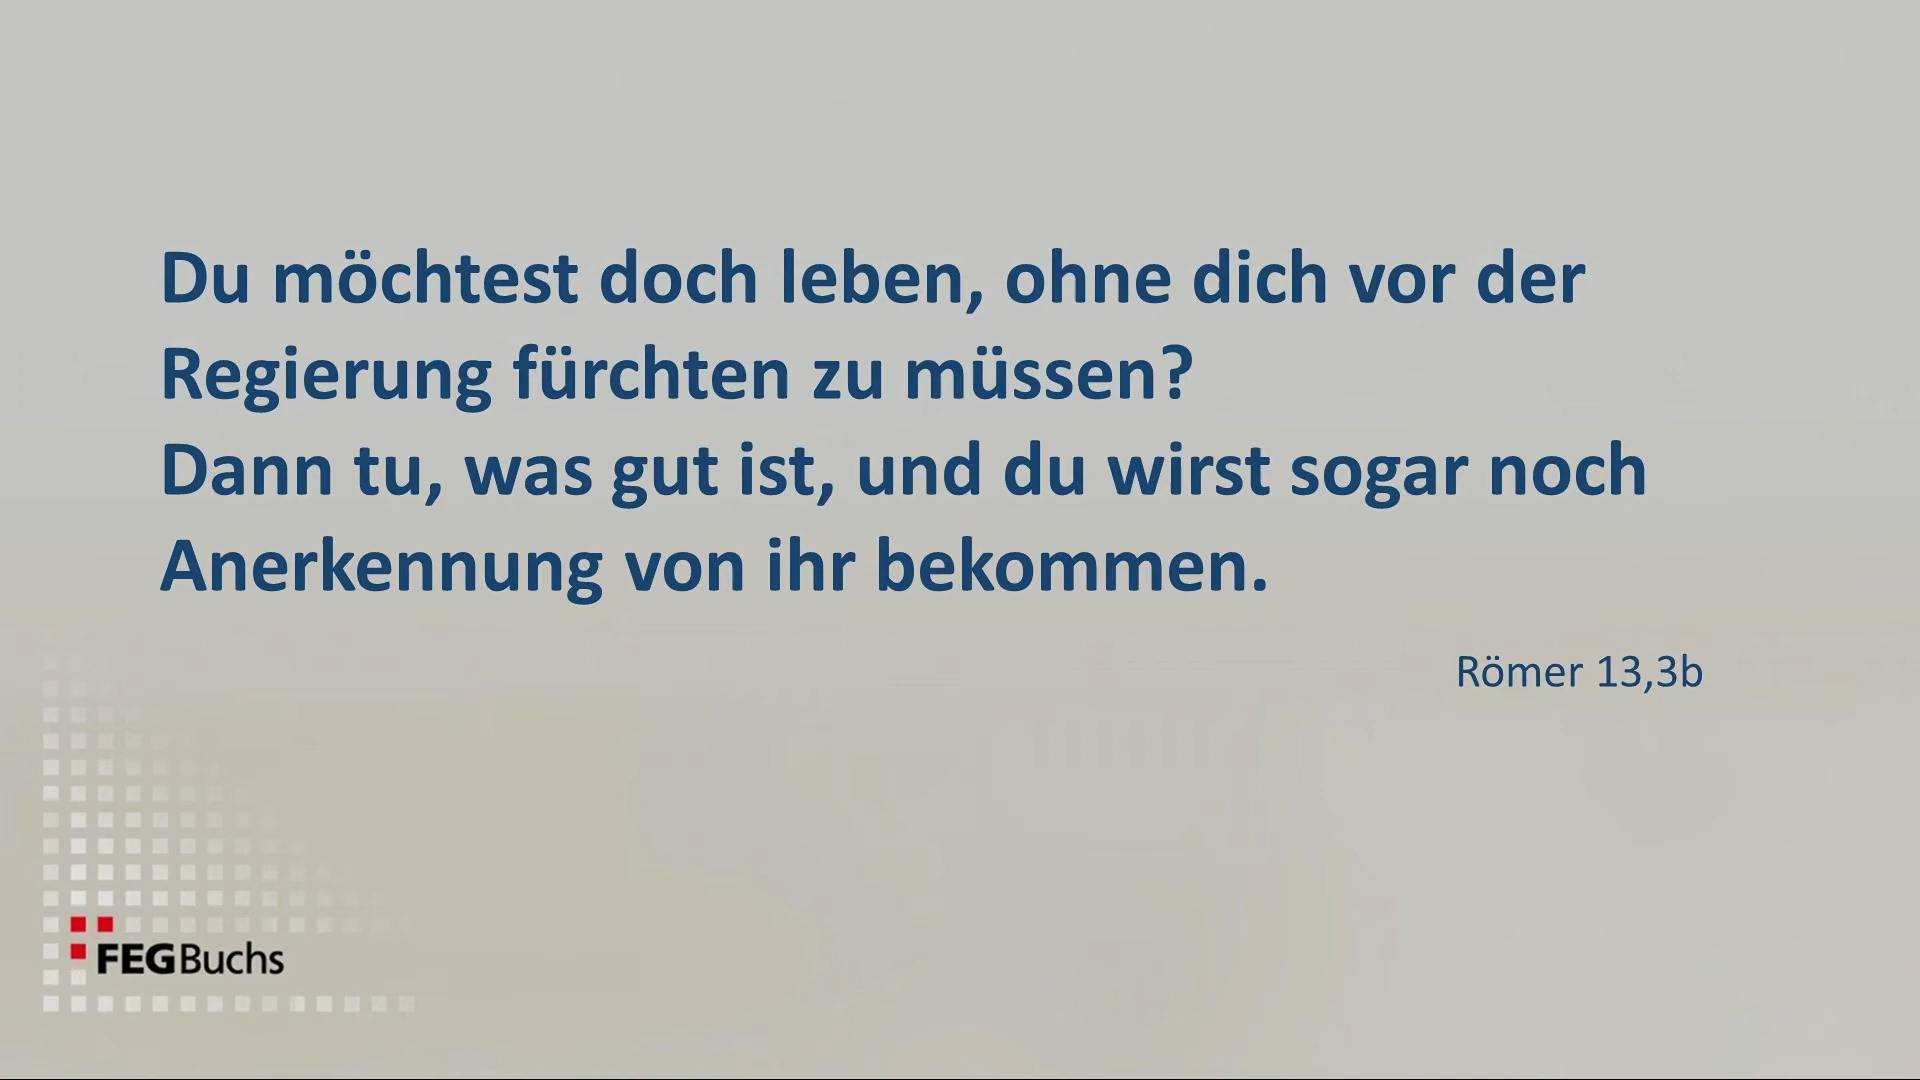 Du möchtest doch leben, ohne dich vor der
Regierung fürchten zu müssen?
Dann tu, was gut ist, und du wirst sogar noch
Anerkennung von ihr bekommen.
Römer 13,3b
FEGBuchs